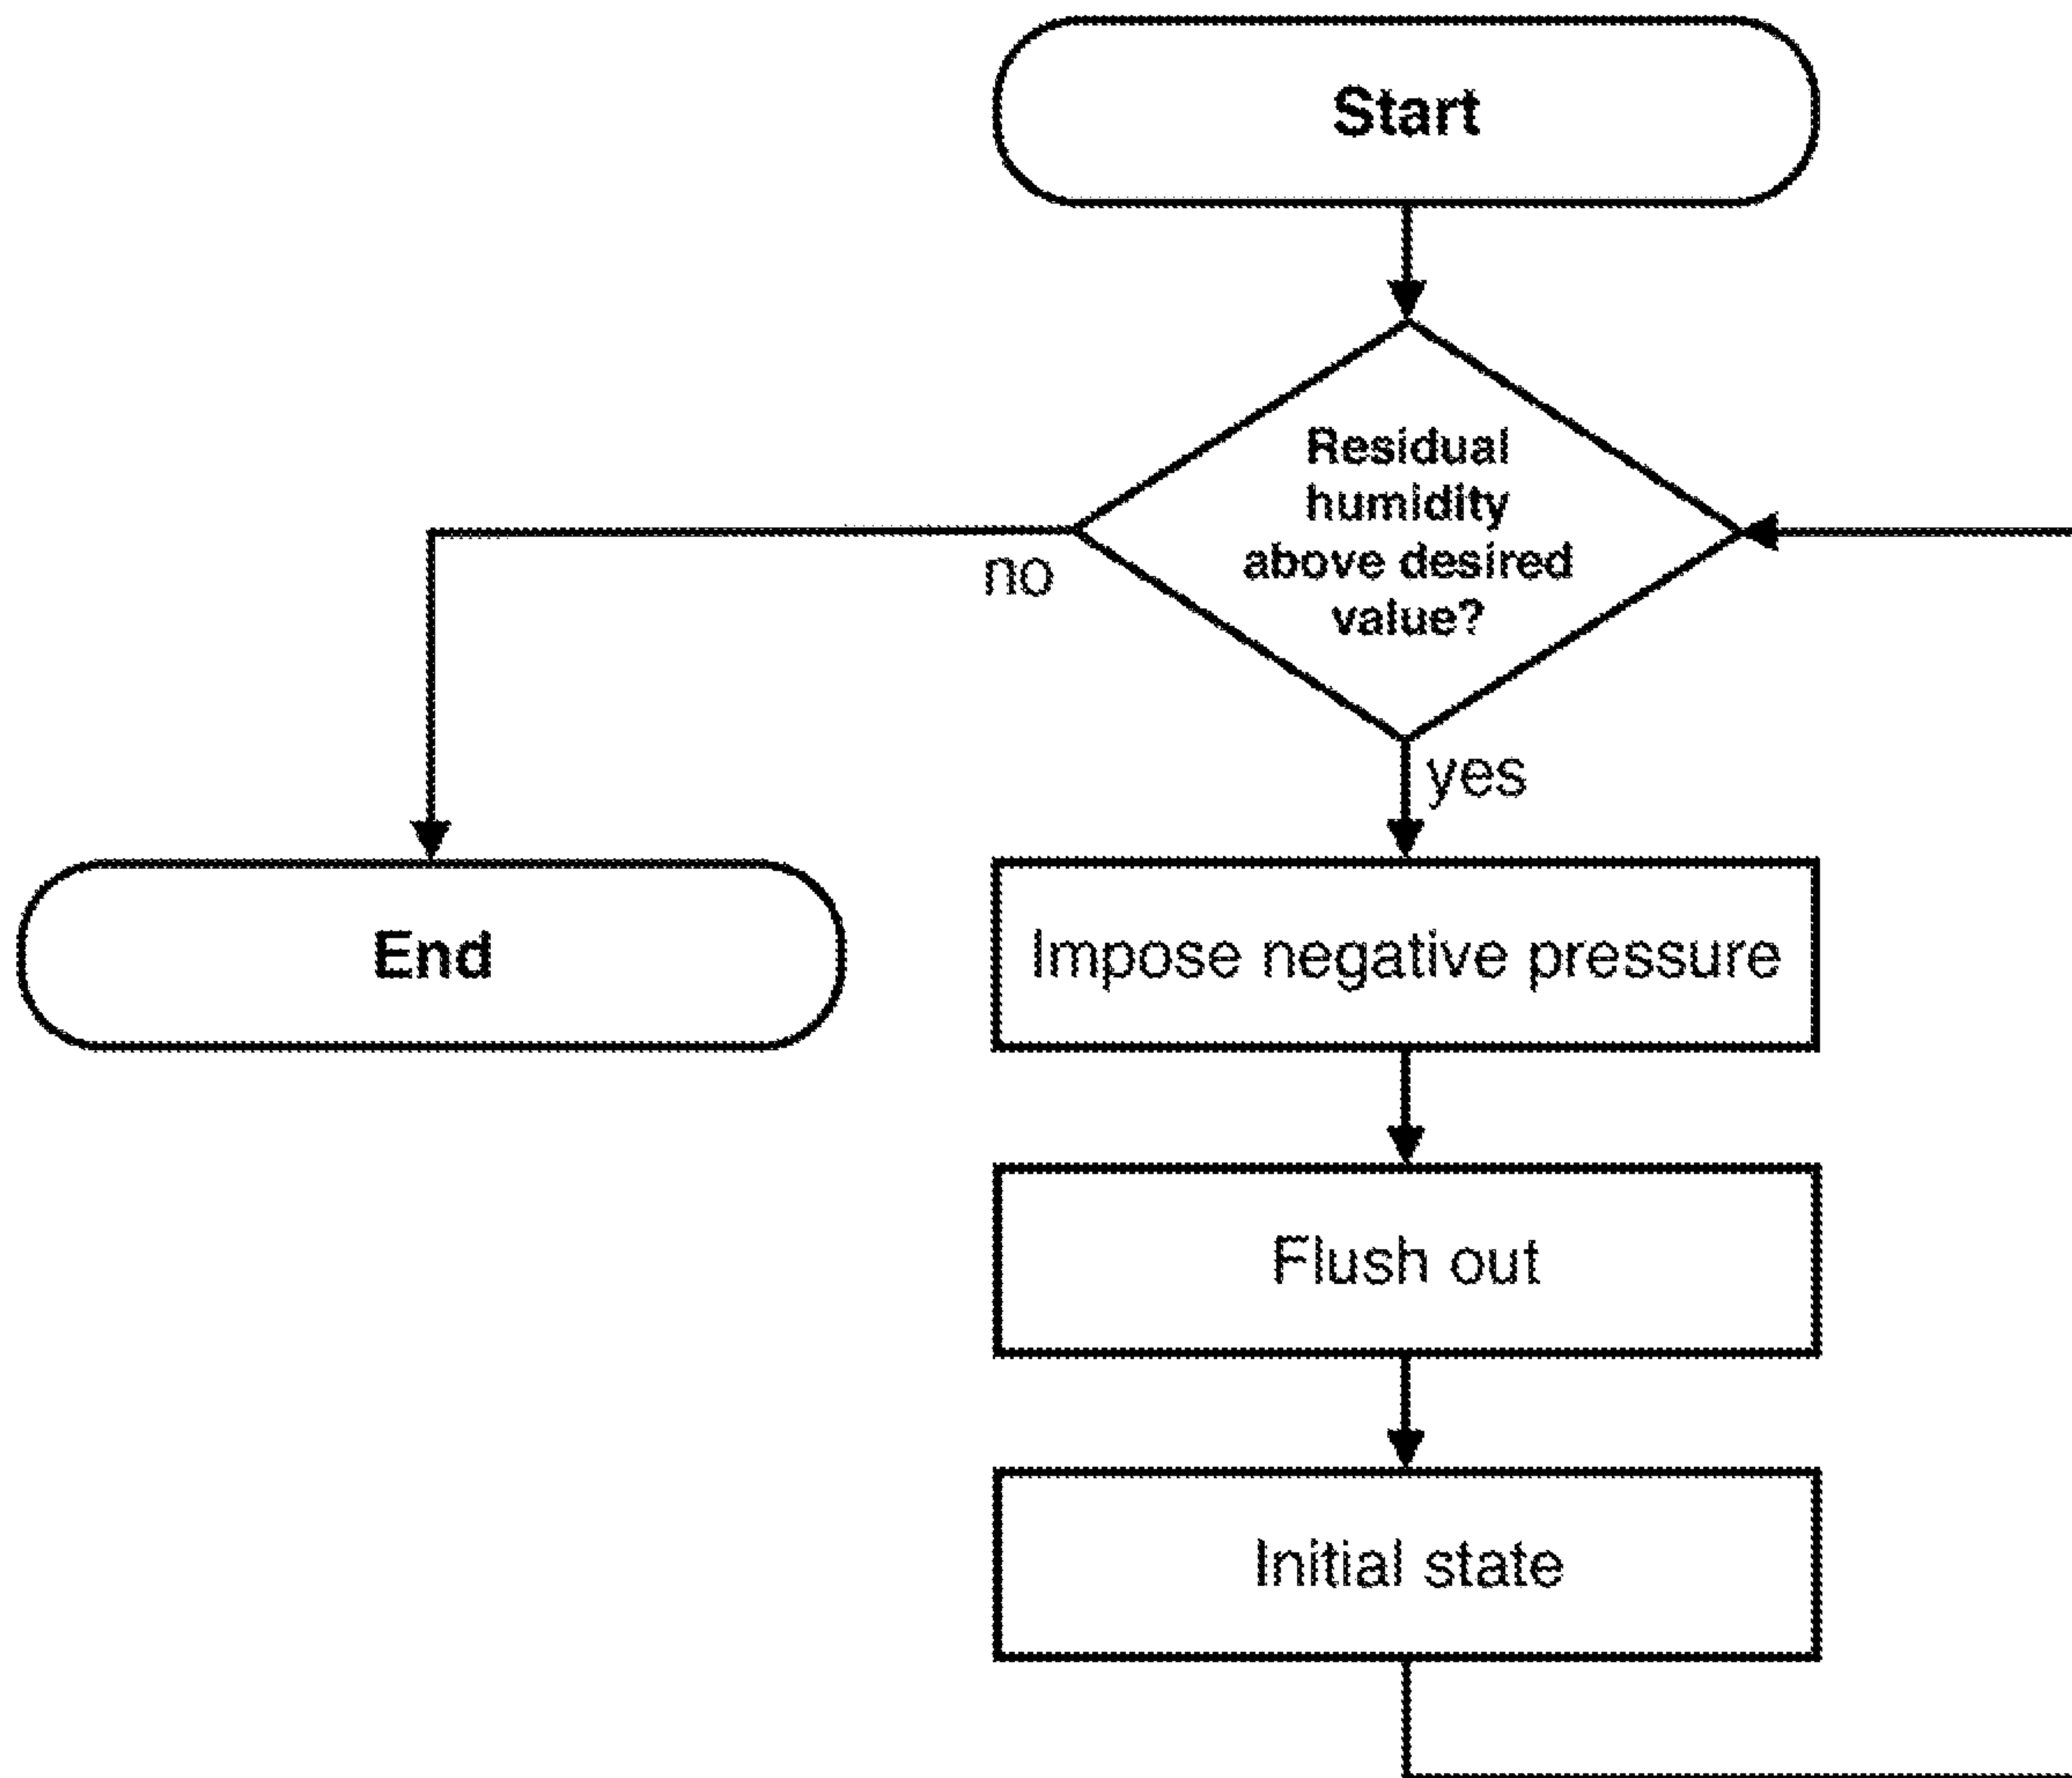 Start
Residual
humidity
above desired
value?
no
yes
End
Impose negative pressure
Flush out
Initial state